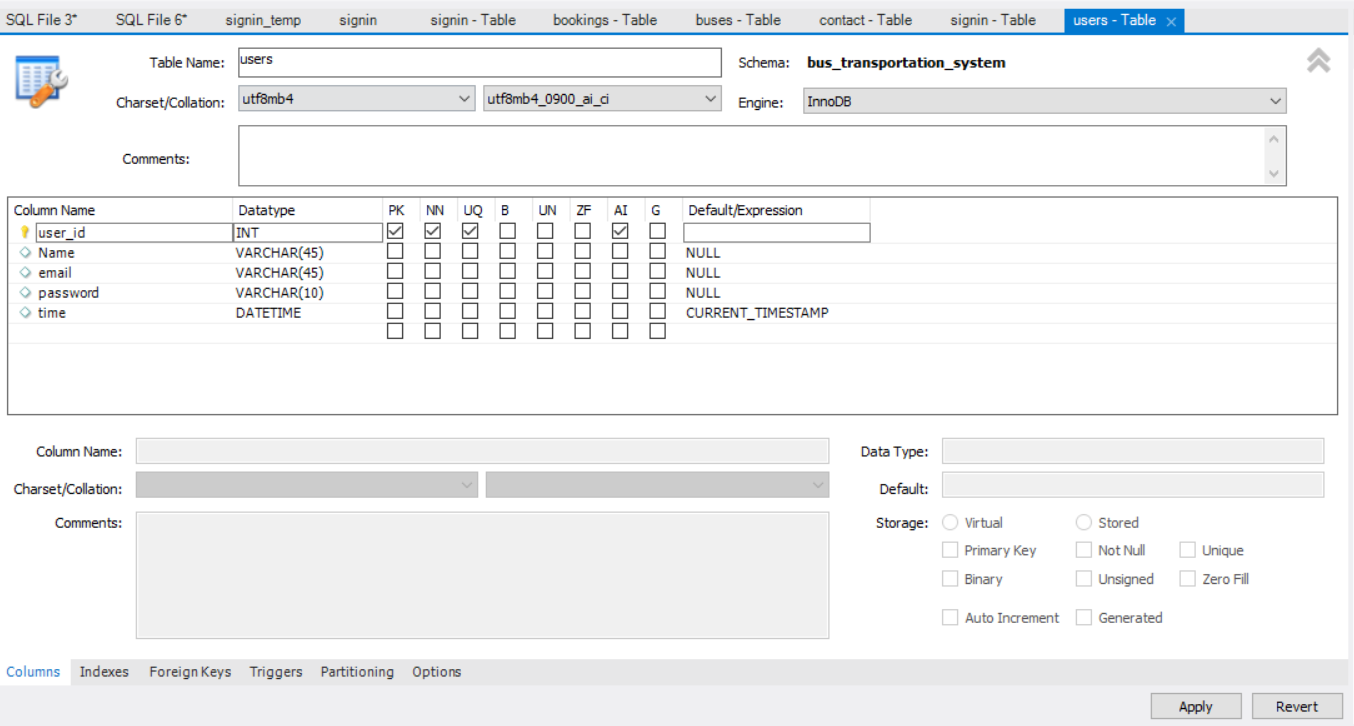 SQL File 3* SQL File 6* signin_temp signin signin - Table bookings - Table buses - Table contact - Table signin - Table users - Table ×
Table Name: users Schema: bus_transportation_system
Charset/Collation: utf8mb4 utf8mb4_0900_ai_ci Engine: InnoDB
Comments:
Column Name Datatype PK NN UQ B UN ZF AI G Default/Expression
user_id INT
Name VARCHAR(45) NULL
email VARCHAR(45) NULL
password VARCHAR(10) NULL
time DATETIME CURRENT_TIMESTAMP
Column Name: Data Type:
Charset/Collation: Default:
Comments: Storage: Virtual Stored
Primary Key Not Null Unique
Binary Unsigned Zero Fill
Auto Increment Generated
Columns Indexes Foreign Keys Triggers Partitioning Options
Apply Revert